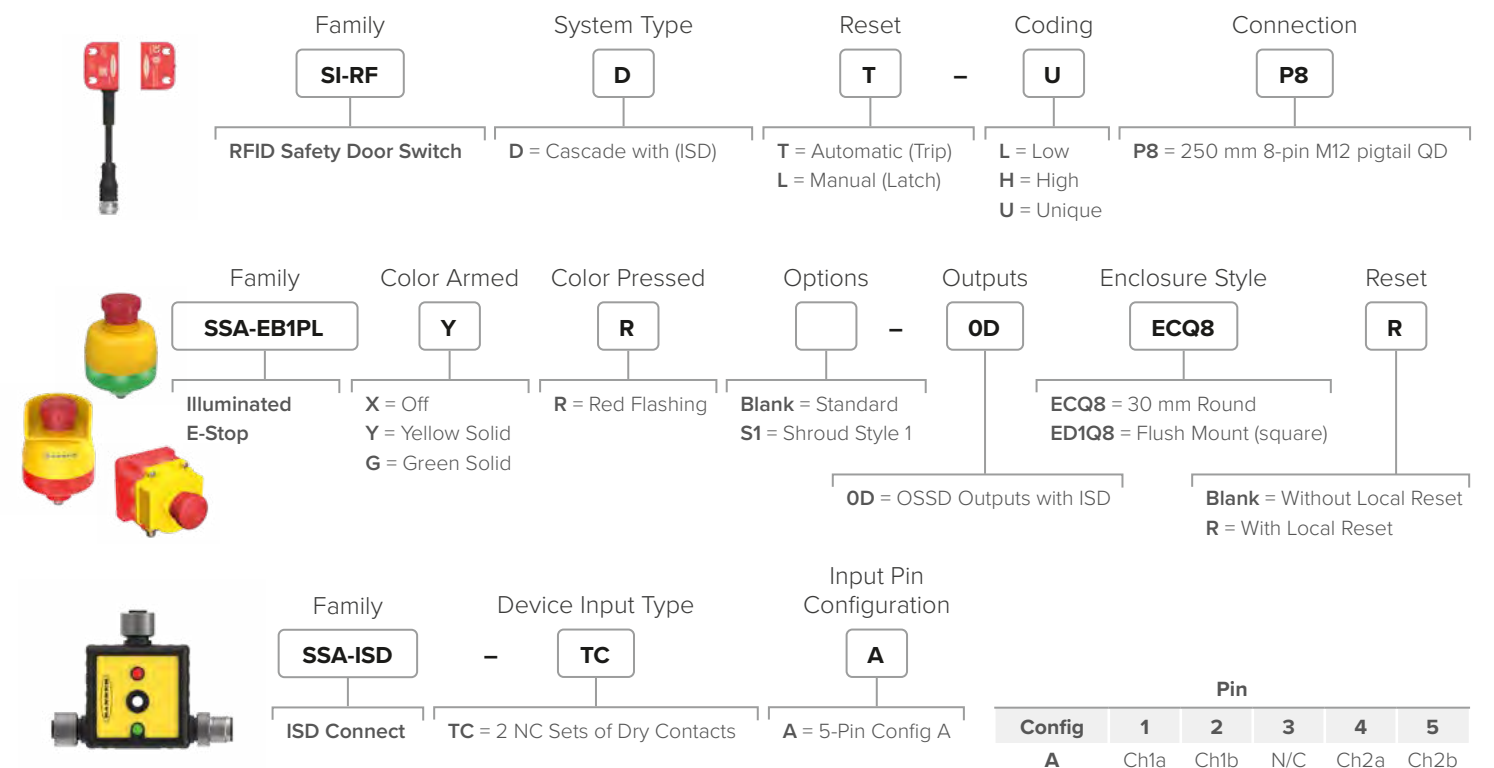 Family System Type Reset Coding Connection
SI-RF D T – U P8
RFID Safety Door Switch D = Cascade with (ISD) T = Automatic (Trip) L = Low P8 = 250 mm 8-pin M12 pigtail QD
L = Manual (Latch) H = High
U = Unique
Family Color Armed Color Pressed Options Outputs Enclosure Style Reset
SSA-EB1PL Y R – 0D ECQ8 R
Illuminated X = Off R = Red Flashing Blank = Standard ECQ8 = 30 mm Round
E-Stop Y = Yellow Solid S1 = Shroud Style 1 ED1Q8 = Flush Mount (square)
G = Green Solid
0D = OSSD Outputs with ISD Blank = Without Local Reset
R = With Local Reset
Input Pin
Family Device Input Type Configuration
SSA-ISD – TC A
Pin
ISD Connect TC = 2 NC Sets of Dry Contacts A = 5-Pin Config A Config 1 2 3 4 5
A Ch1a Ch1b N/C Ch2a Ch2b
BANNER